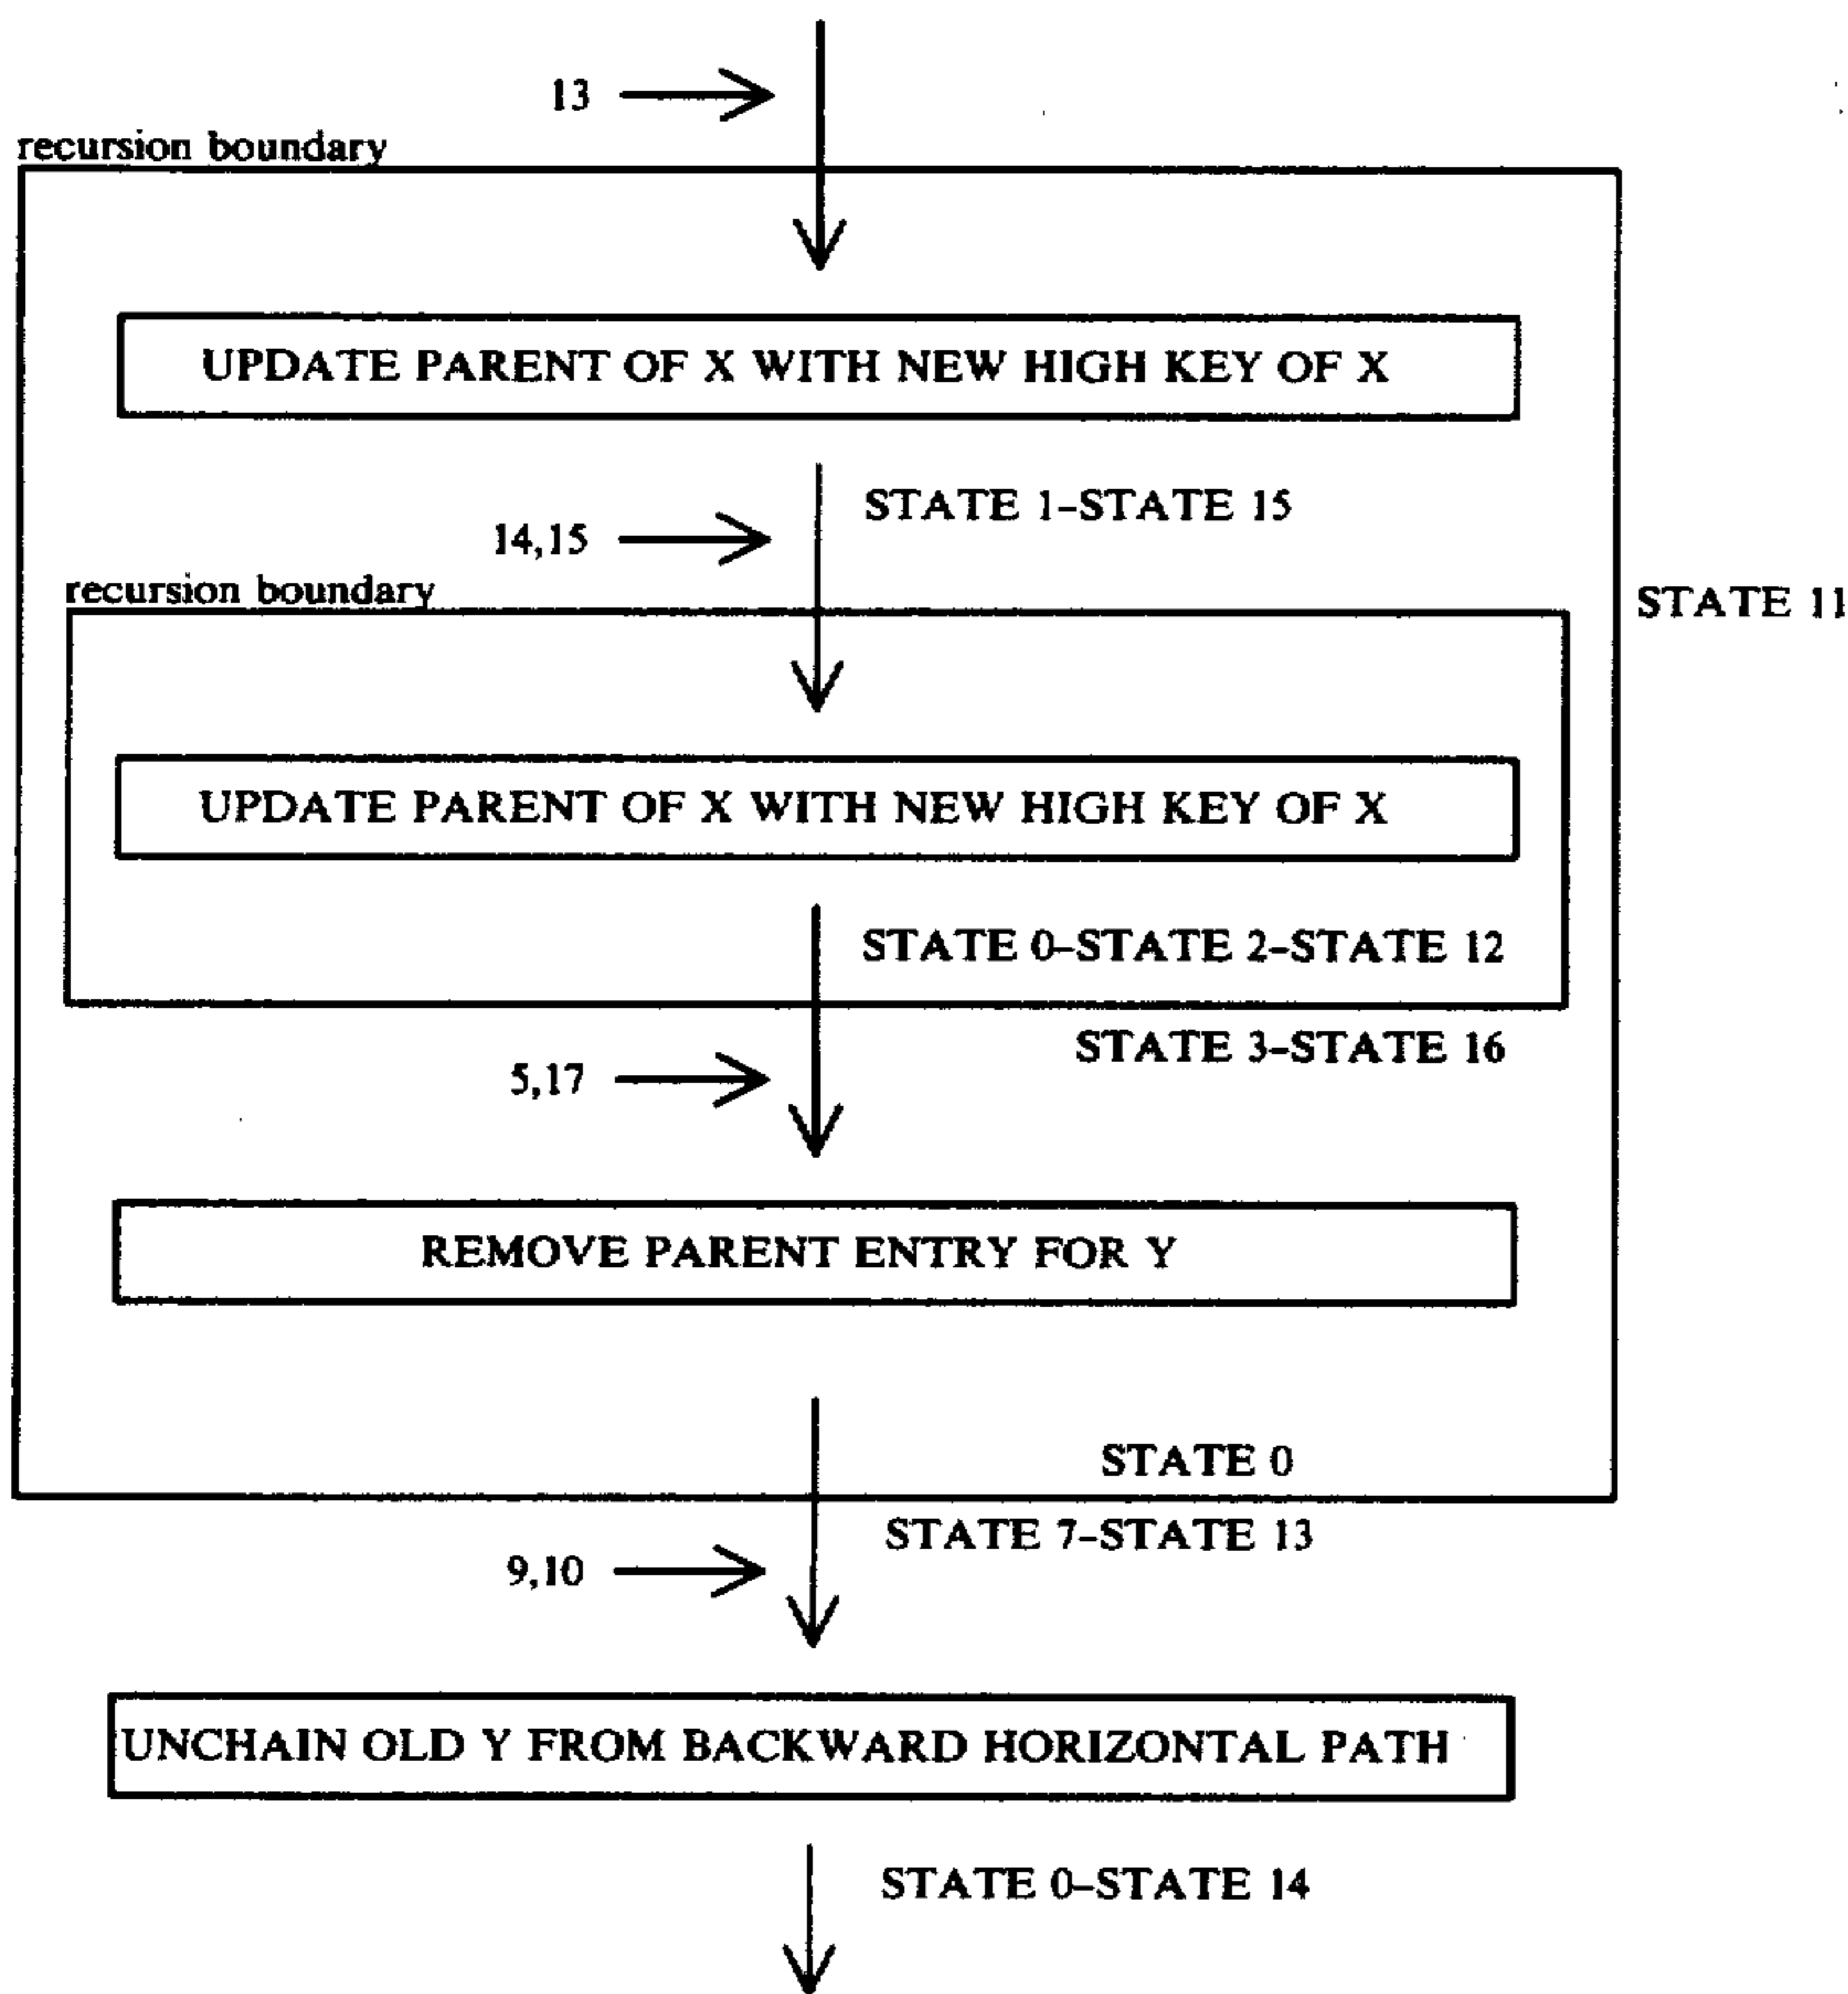 13
recursion boundary
UPDATE PARENT OF X WITH NEW HIGH KEY OF X
STATE 1-STATE 15
14,15
recursion boundary
STATE 11
UPDATE PARENT OF X WITH NEW HIGH KEY OF X
STATE 0-STATE 2-STATE 12
STATE 3-STATE 16
5,17
REMOVE PARENT ENTRY FOR Y
STATE 0
STATE 7-STATE 13
9,10
UNCHAIN OLD Y FROM BACKWARD HORIZONTAL PATH
STATE 0-STATE 14